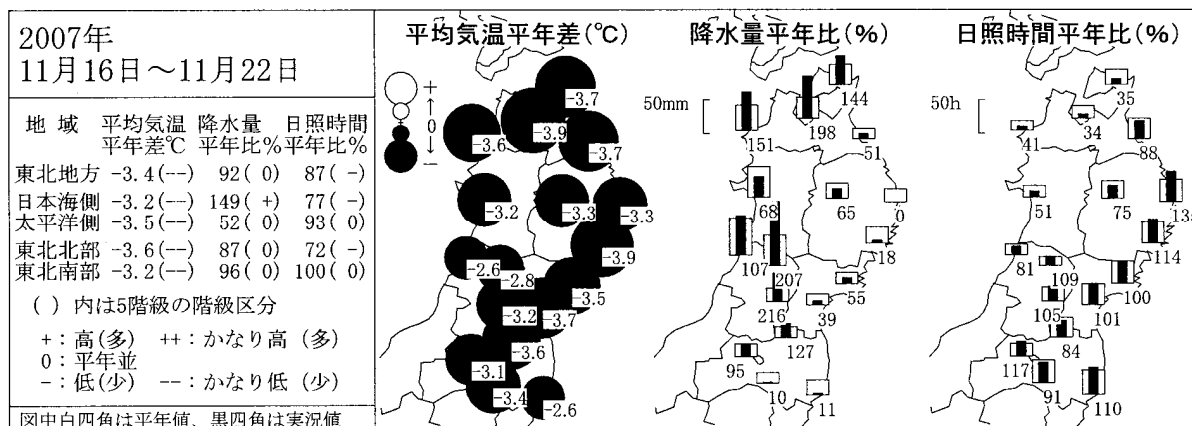 2007年
11月16日～11月22日
地 域 平均気温 降水量 日照時間
平年差℃ 平年比% 平年比%
東北地方 -3.4(--) 92( 0) 87( -)
日本海側 -3.2(--) 149( +) 77( -)
太平洋側 -3.5(--) 52( 0) 93( 0)
東北北部 -3.6(--) 87( 0) 72( -)
東北南部 -3.2(--) 96( 0) 100( 0)
( ) 内は5階級の階級区分
+：高(多) ++：かなり高 (多)
0：平年並
-：低(少) --：かなり低 (少)
図中白四角は平年値、黒四角は実況値
平均気温平年差(℃)
+
↑
0
↓
-
-3.7
-3.9
-3.6
-3.7
-3.2
-3.3
-3.3
-3.9
-2.6
-2.8
-3.5
-3.2
-3.7
-3.6
-3.1
-3.4
-2.6
降水量平年比(%)
50mm
144
198
151
51
68
65
0
18
107
207
55
216
39
127
95
10
11
日照時間平年比(%)
50h
35
34
41
88
51
75
135
114
81
109
100
105
101
84
117
91
110